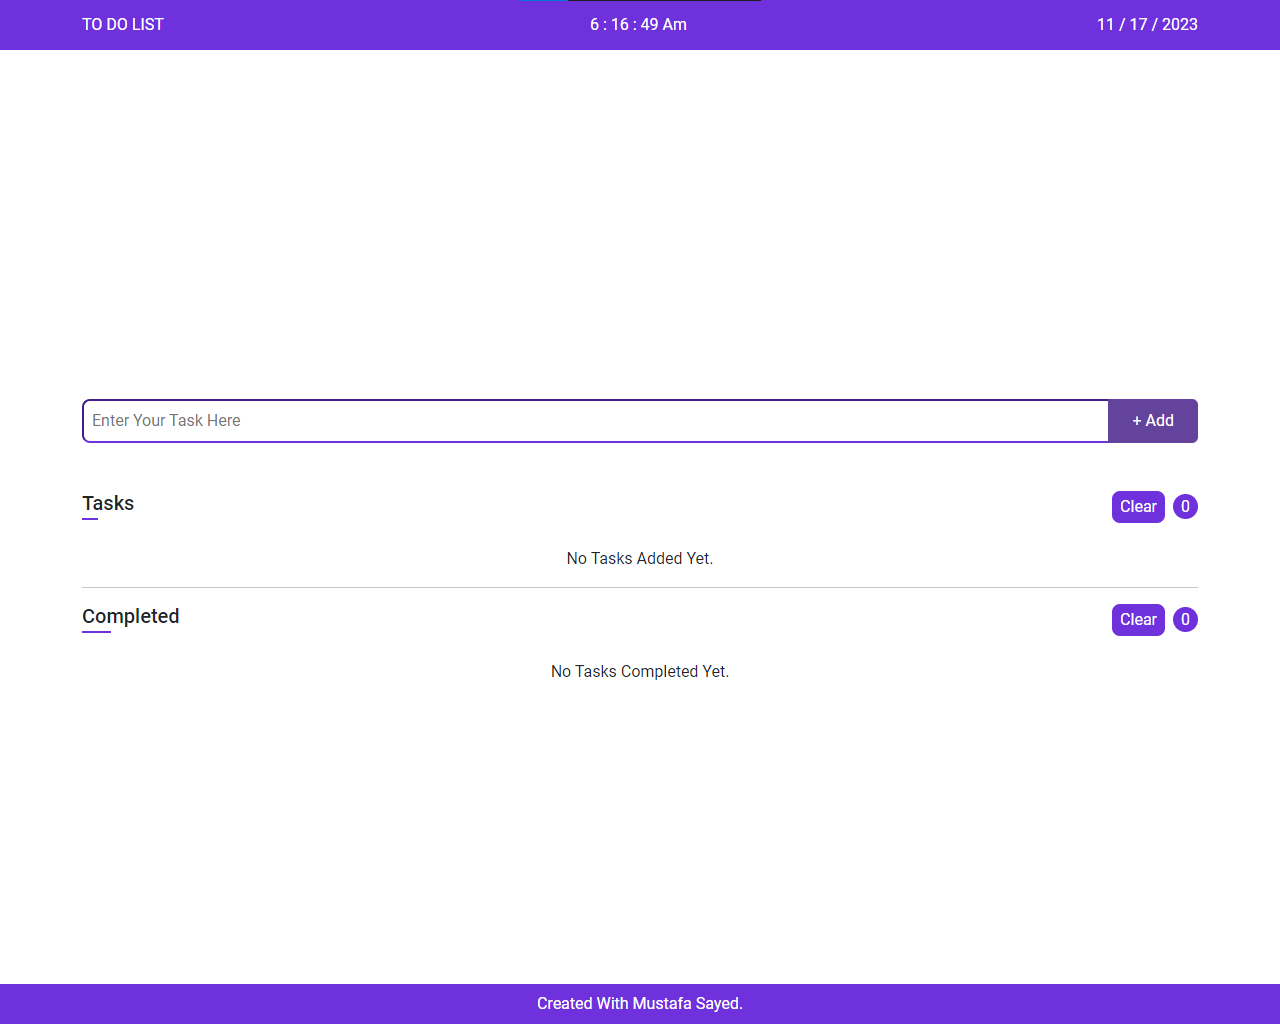 TO DO LIST
6 : 16 : 49 Am
11 / 17 / 2023
Enter Your Task Here
+ Add
Tasks
Clear
0
No Tasks Added Yet.
Completed
Clear
0
No Tasks Completed Yet.
Created With Mustafa Sayed.